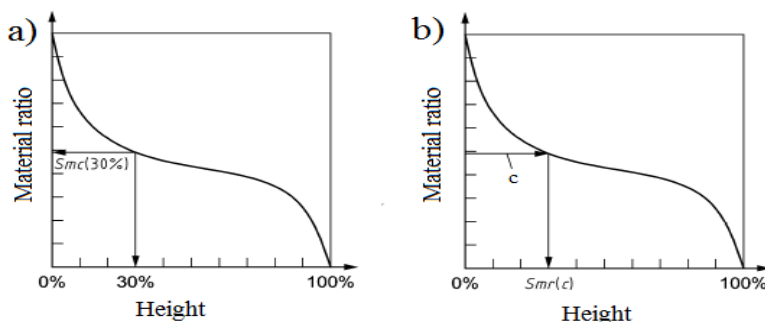 a)
Material ratio
Smc(30%)
0%
30%
100%
Height
b)
Material ratio
c
0%
Smr(c)
100%
Height